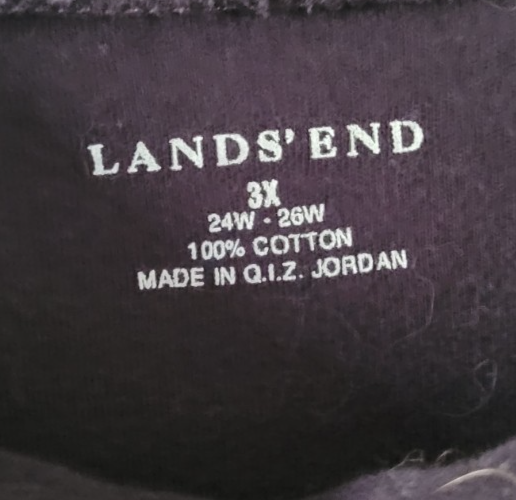 LANDS' END
3X
24W - 26W
100% COTTON
MADE IN Q.I.Z. JORDAN